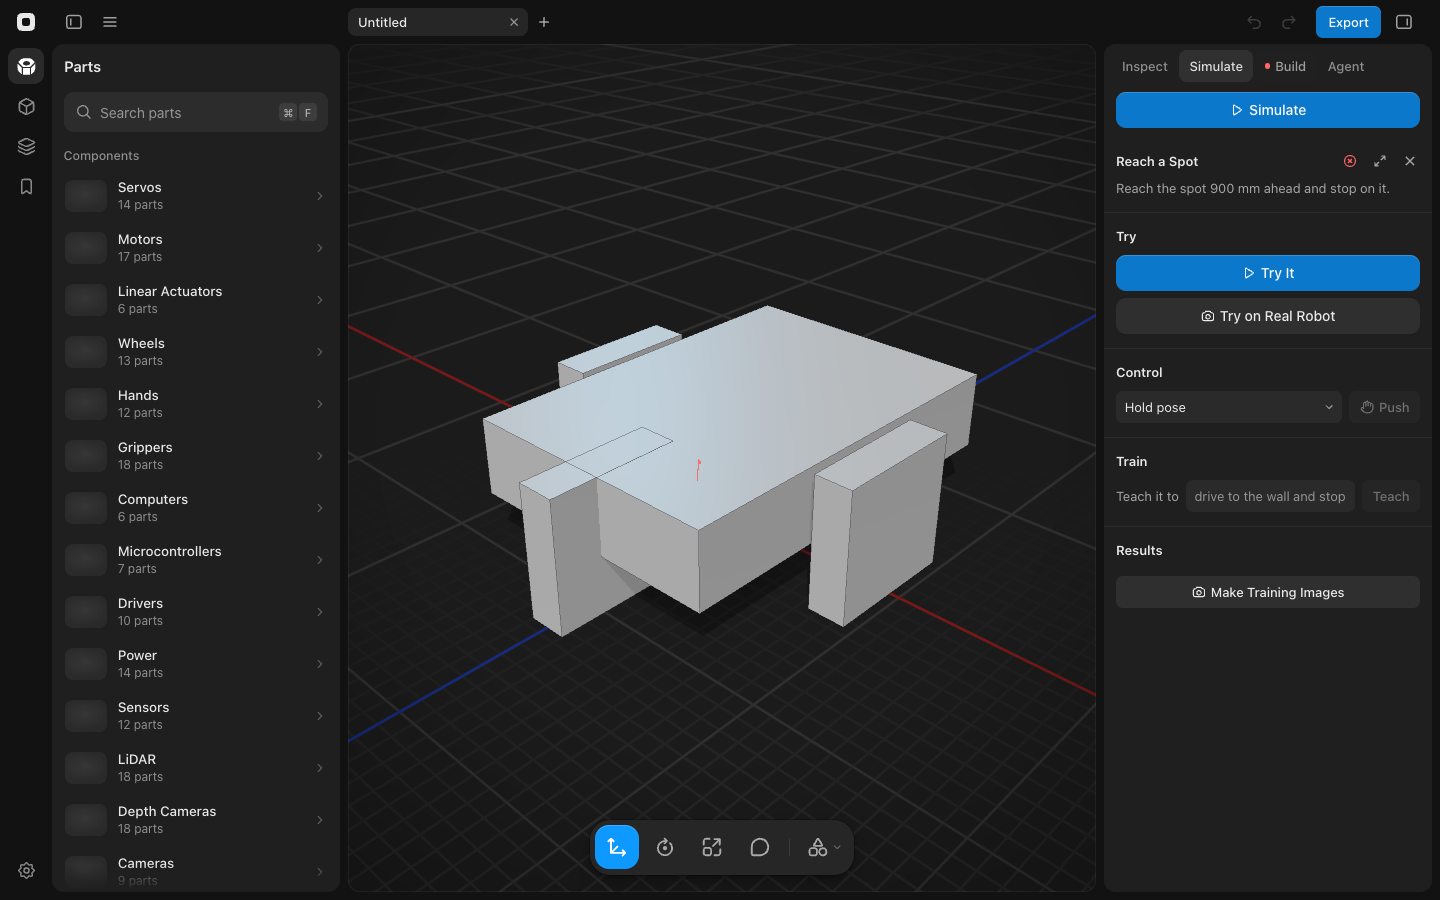 Untitled
Export
Parts
Search parts
⌘ F
Components
Servos
14 parts
Motors
17 parts
Linear Actuators
6 parts
Wheels
13 parts
Hands
12 parts
Grippers
18 parts
Computers
6 parts
Microcontrollers
7 parts
Drivers
10 parts
Power
14 parts
Sensors
12 parts
LiDAR
18 parts
Depth Cameras
18 parts
Cameras
9 parts
Inspect
Simulate
Build
Agent
Simulate
Reach a Spot
Reach the spot 900 mm ahead and stop on it.
Try
Try It
Try on Real Robot
Control
Hold pose
Push
Train
Teach it to drive to the wall and stop Teach
Results
Make Training Images